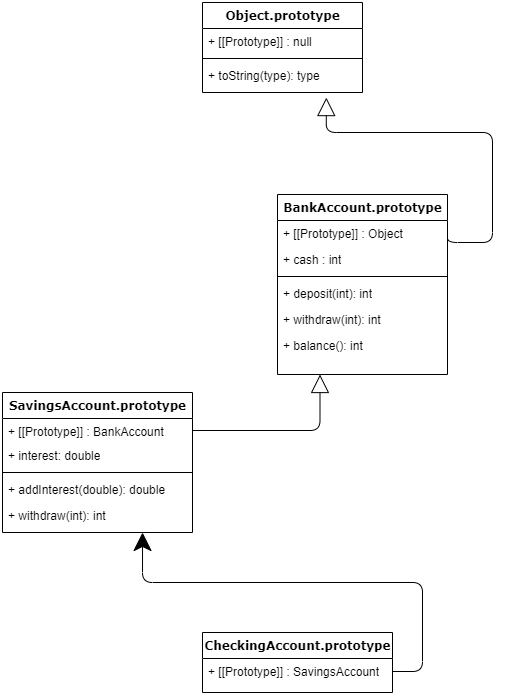 Object.prototype
+ [[Prototype]] : null
+ toString(type): type
BankAccount.prototype
+ [[Prototype]] : Object
+ cash : int
+ deposit(int): int
+ withdraw(int): int
+ balance(): int
SavingsAccount.prototype
+ [[Prototype]] : BankAccount
+ interest: double
+ addInterest(double): double
+ withdraw(int): int
CheckingAccount.prototype
+ [[Prototype]] : SavingsAccount